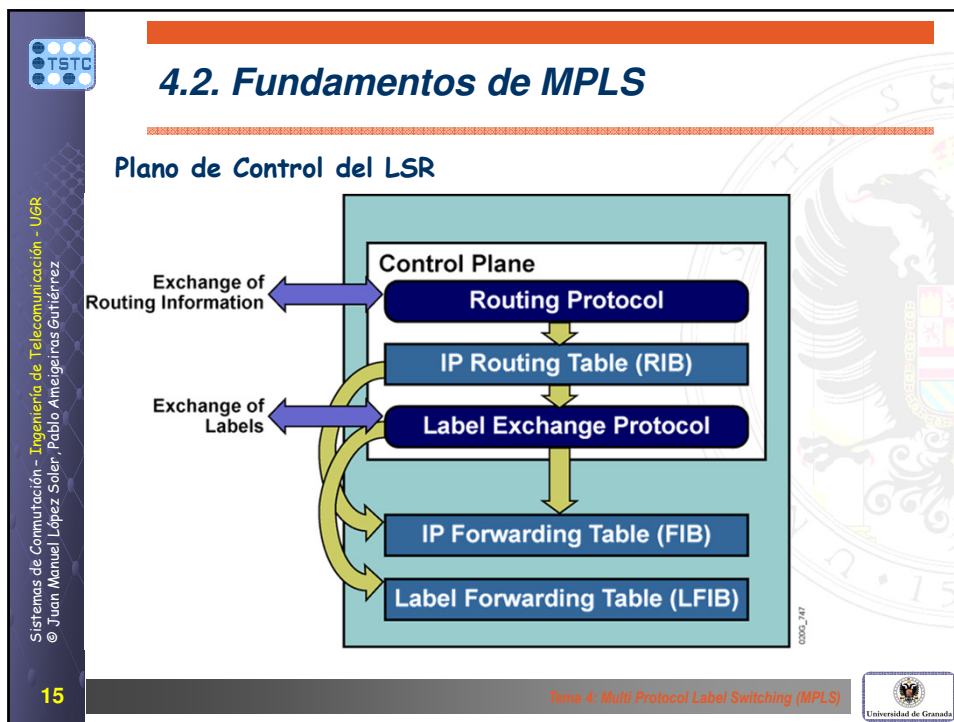 TSTC
4.2. Fundamentos de MPLS
Plano de Control del LSR
Control Plane
Exchange of
Routing Information
Routing Protocol
IP Routing Table (RIB)
Exchange of
Labels
Label Exchange Protocol
IP Forwarding Table (FIB)
Label Forwarding Table (LFIB)
020G_747
Sistemas de Conmutación – Ingeniería de Telecomunicación - UGR
© Juan Manuel López Soler, Pablo Ameigeiras Gutiérrez
15
Tema 4: Multi Protocol Label Switching (MPLS)
Universidad de Granada